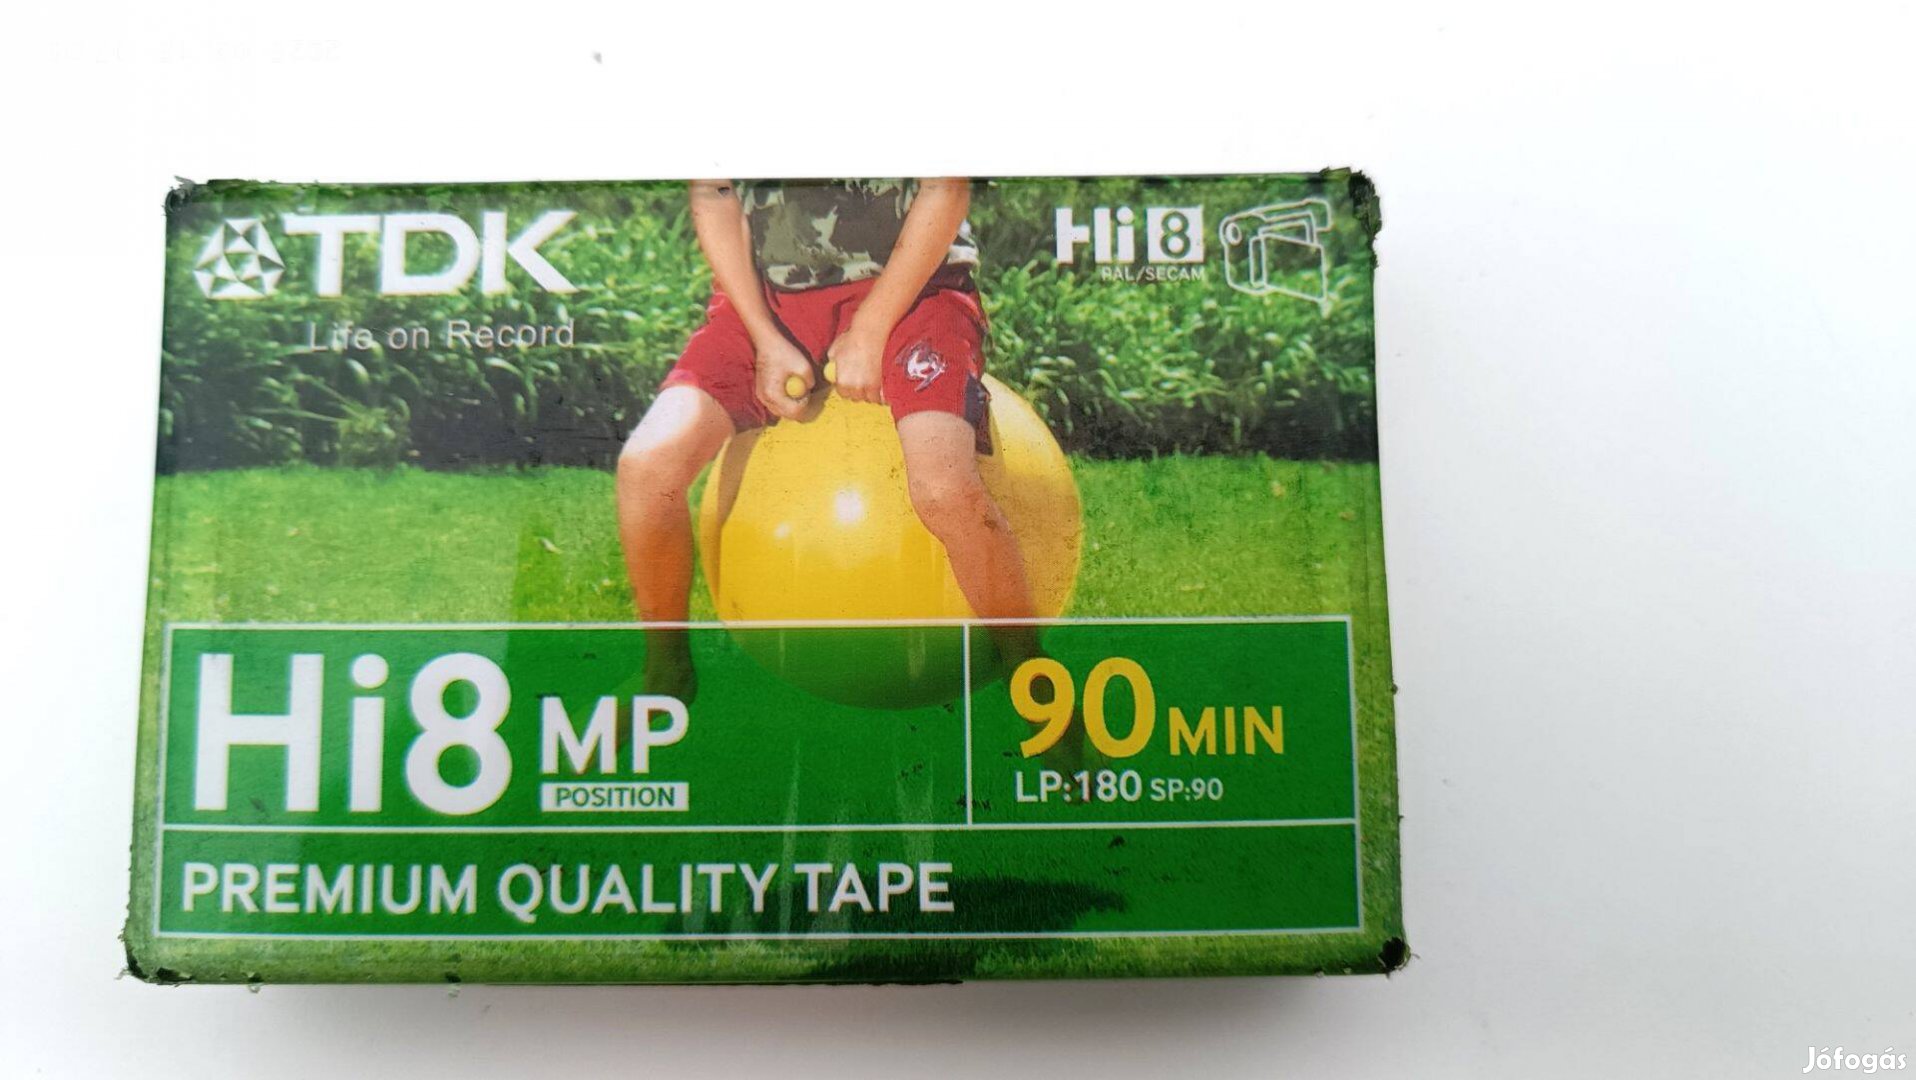 TDK
Life on Record
Hi8
PAL/SECAM
Hi8 MP
POSITION
90 MIN
LP:180 SP:90
PREMIUM QUALITY TAPE
Jófogás